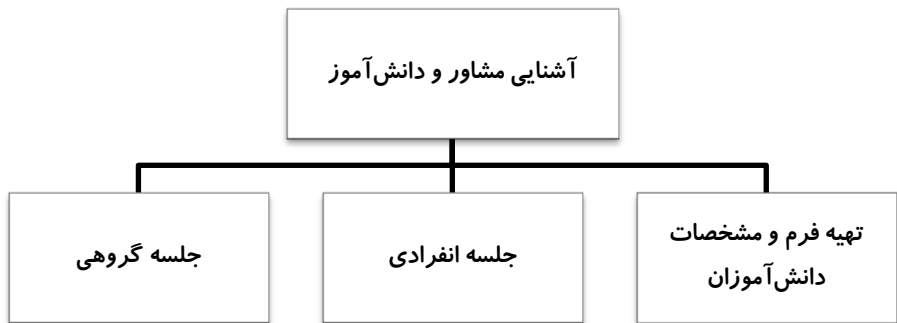 آشنایی مشاور و دانش‌آموز
تهیه فرم و مشخصات
دانش‌آموزان
جلسه انفرادی
جلسه گروهی